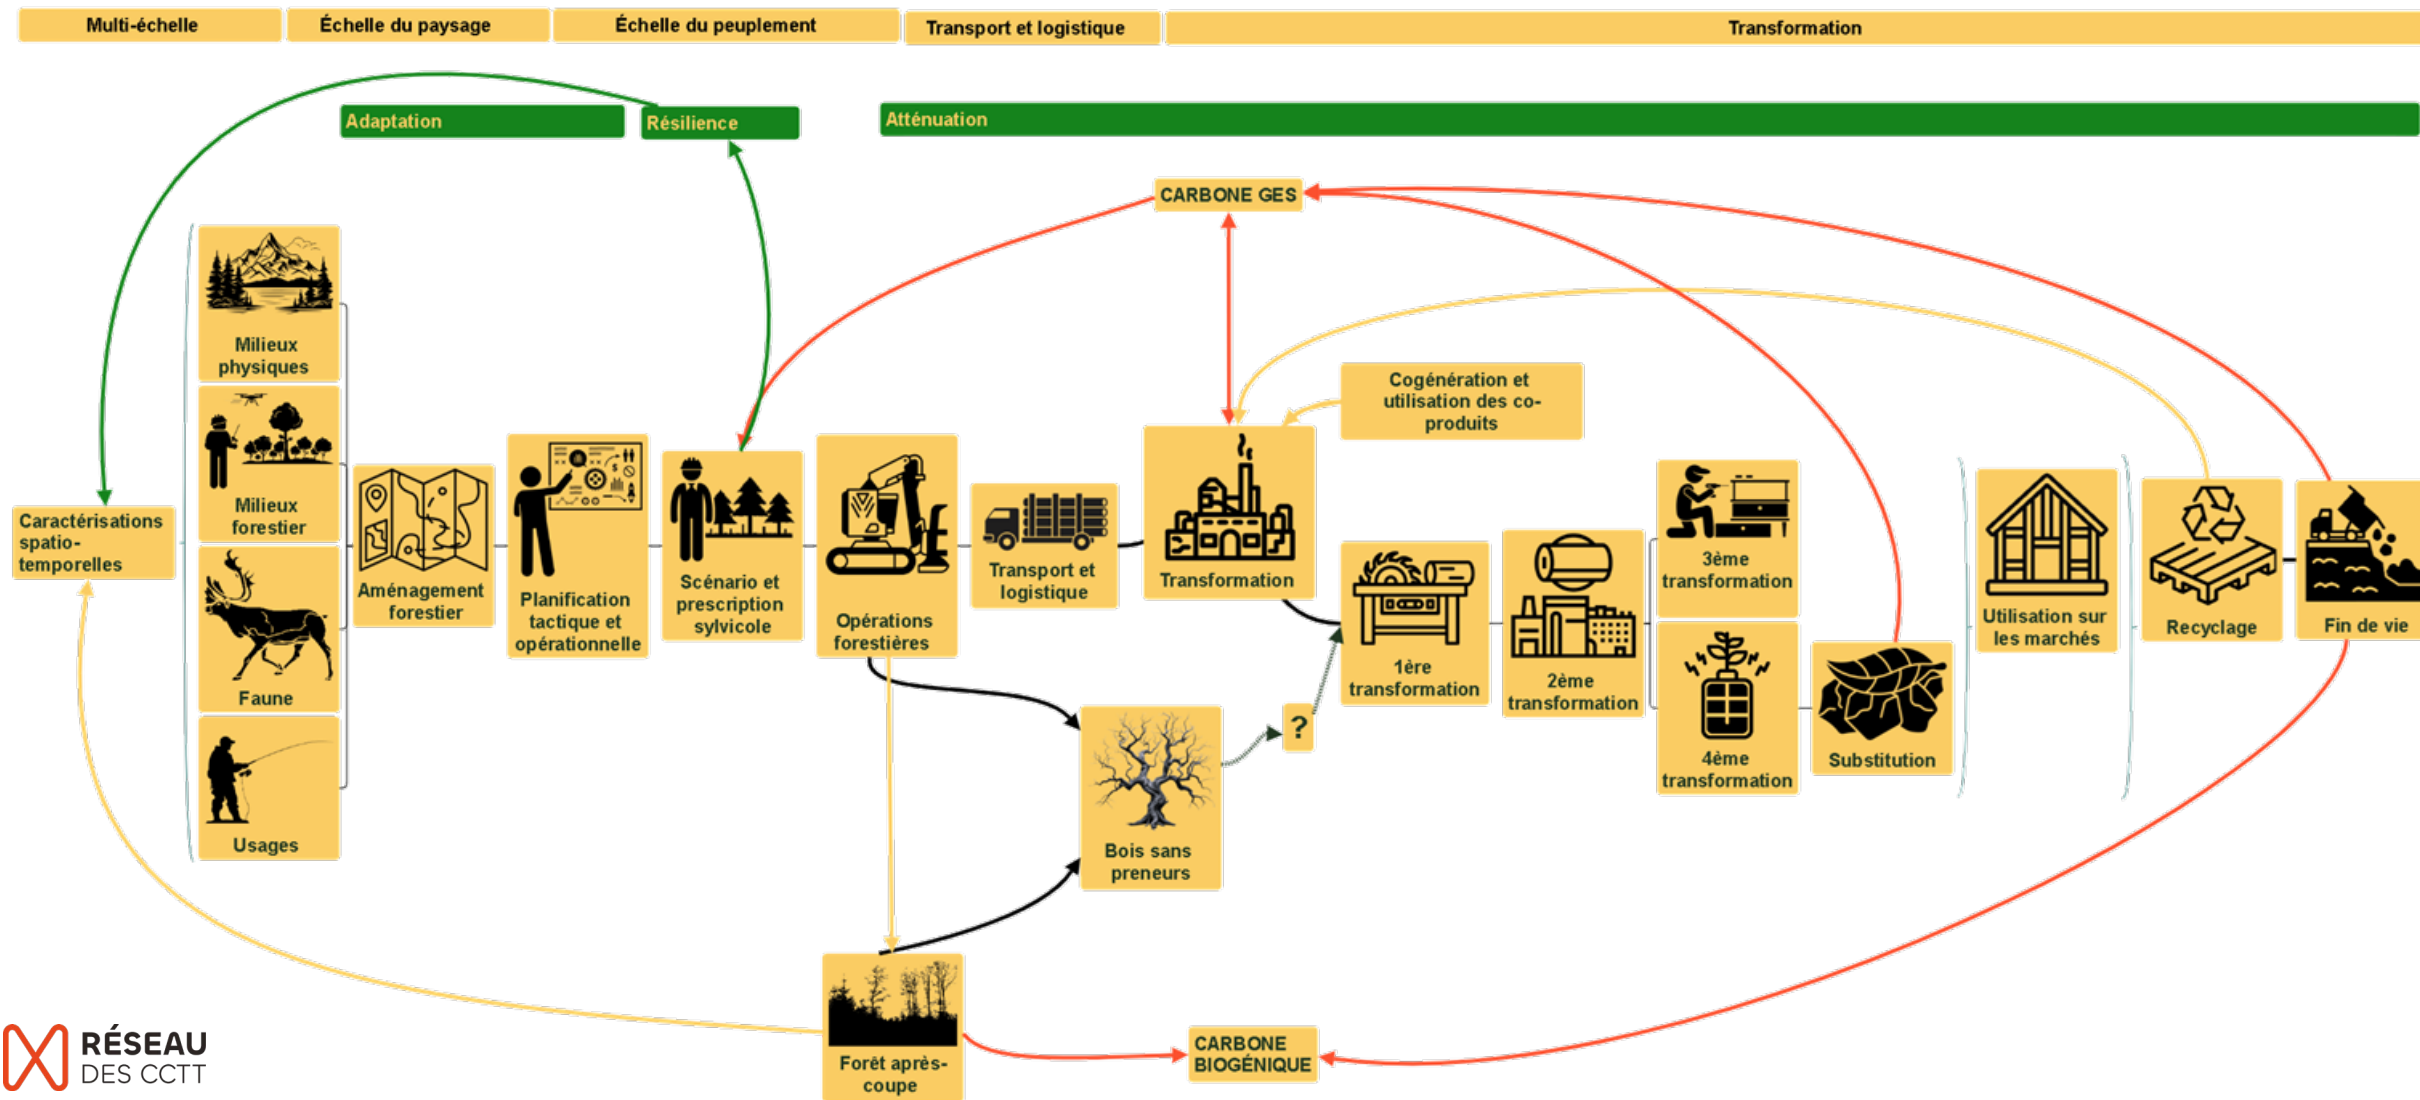 Multi-échelle
Échelle du paysage
Échelle du peuplement
Transport et logistique
Transformation
Adaptation
Résilience
Atténuation
CARBONE GES
Milieux
physiques
Milieux
forestier
Faune
Usages
Caractérisations
spatio-
temporelles
Aménagement
forestier
Planification
tactique et
opérationnelle
Scénario et
prescription
sylvicole
Opérations
forestières
Transport et
logistique
Transformation
Cogénération et
utilisation des co-
produits
1ère
transformation
2ème
transformation
3ème
transformation
4ème
transformation
Substitution
Utilisation sur
les marchés
Recyclage
Fin de vie
?
Bois sans
preneurs
Forêt après-
coupe
CARBONE
BIOGÉNIQUE
RÉSEAU
DES CCTT